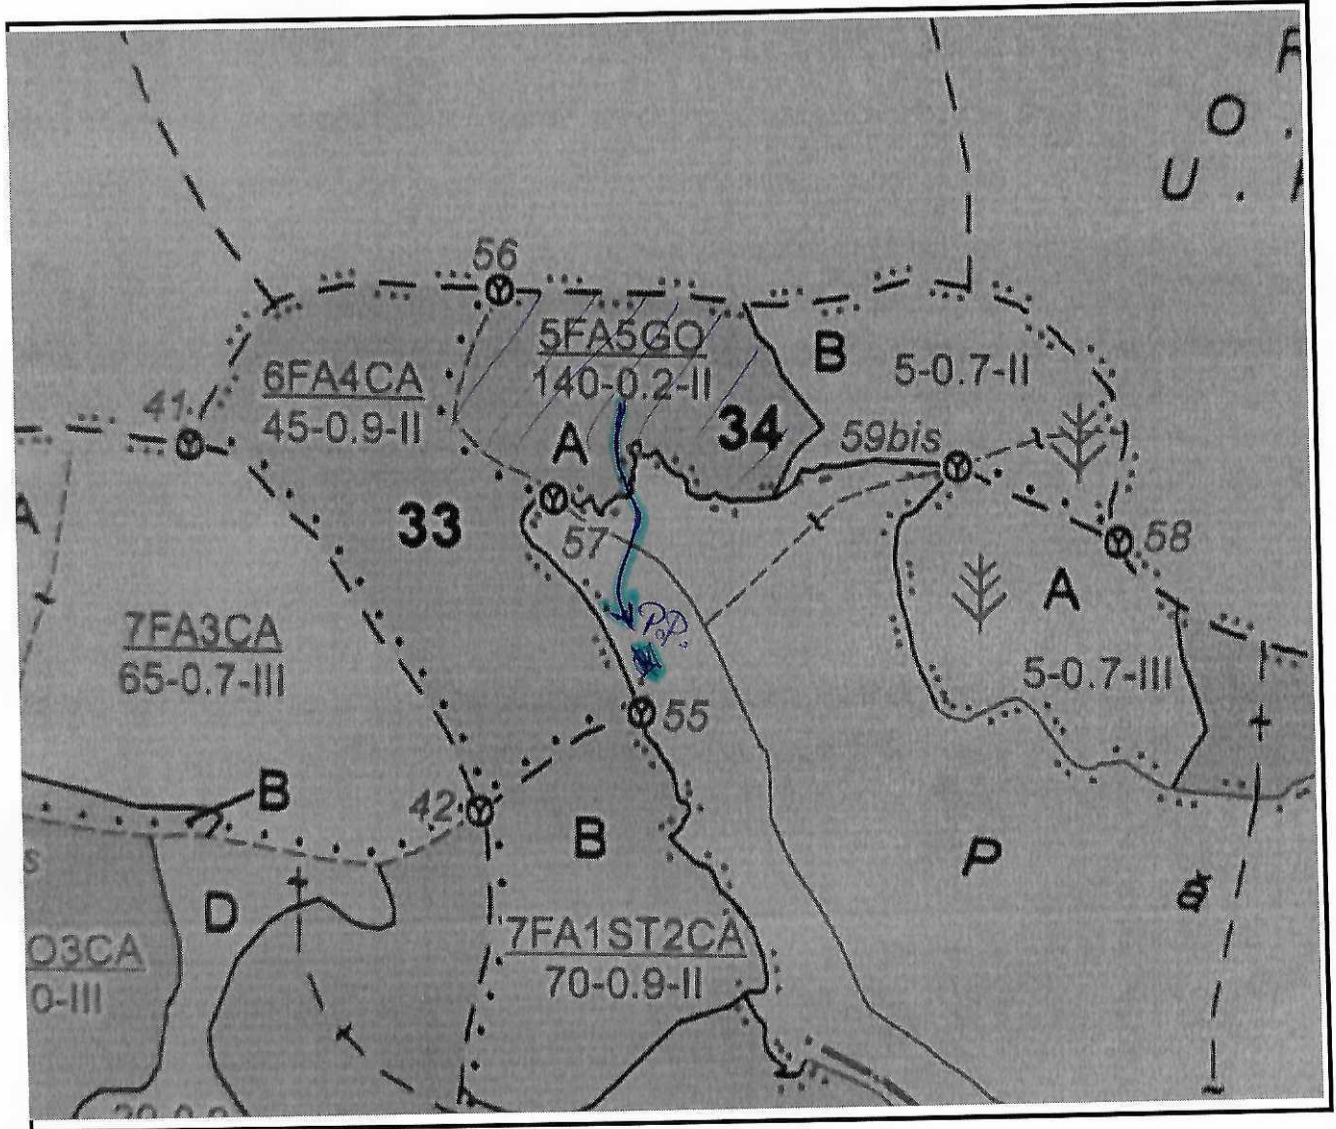 O .
U .
56
5FA5GO
140-0.2-II
B
5-0.7-II
6FA4CA
45-0.9-II
41
A
34
59bis
33
57
58
A
A
7FA3CA
65-0.7-III
P.P.
5-0.7-III
55
B
42
B
P
ă
D
7FA1ST2CA
70-0.9-II
O3CA
0-III